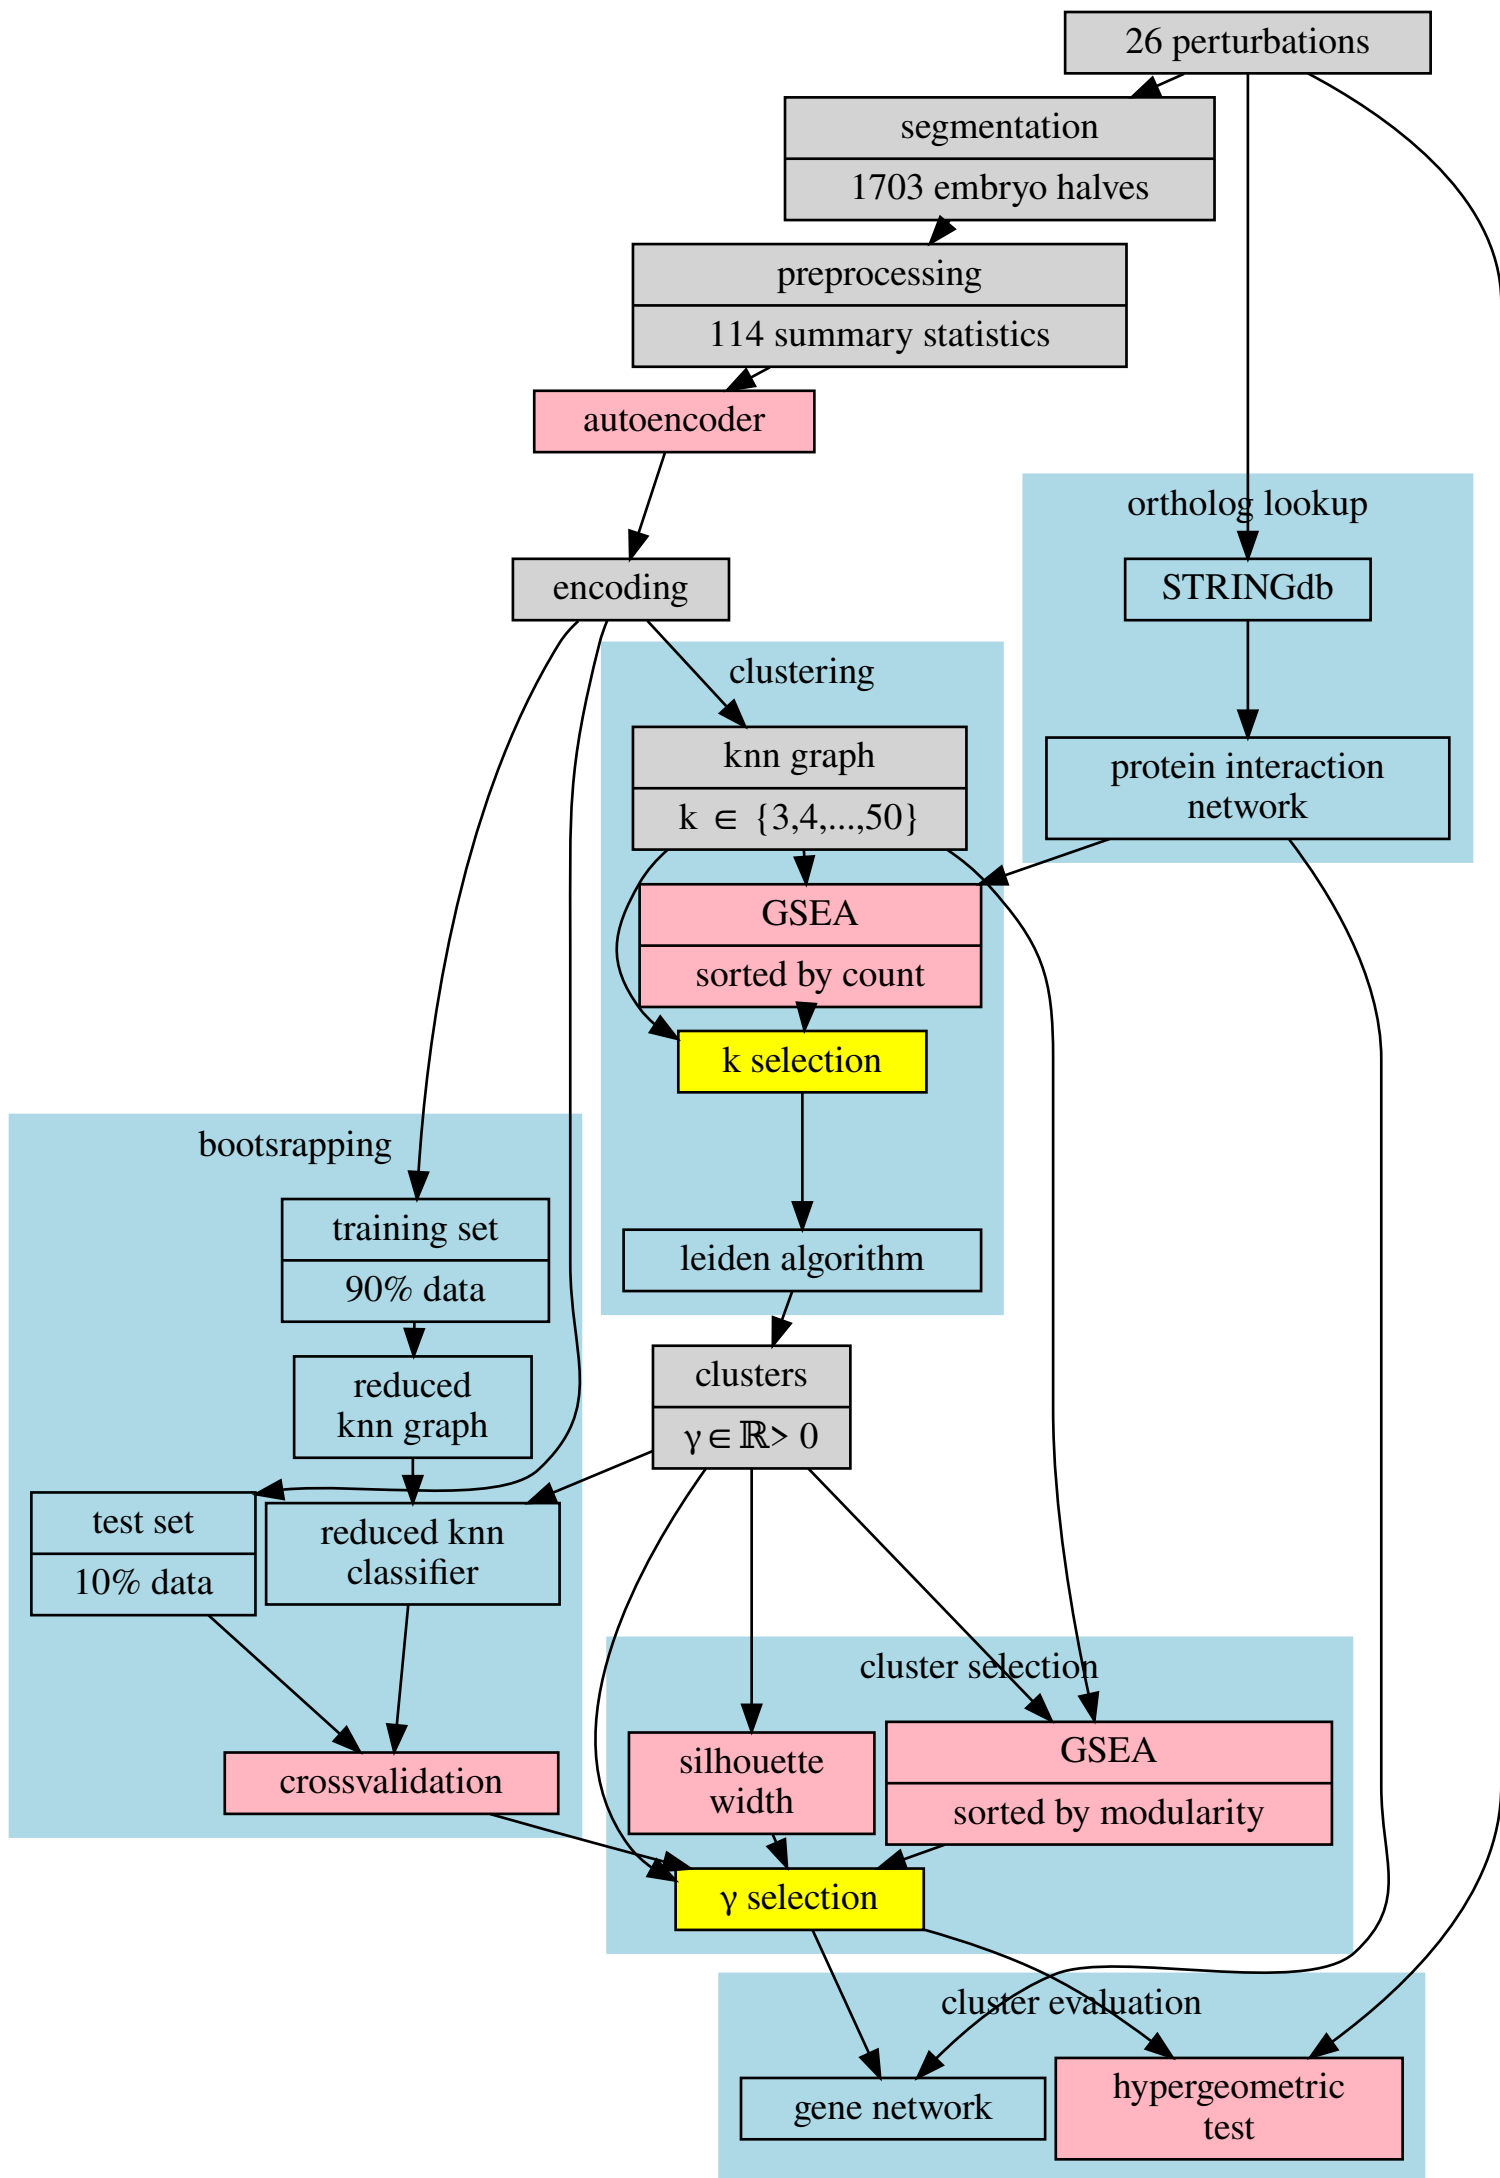 26 perturbations
segmentation
1703 embryo halves
preprocessing
114 summary statistics
autoencoder
ortholog lookup
STRINGdb
encoding
clustering
knn graph
k ∈ {3,4,...,50}
protein interaction
network
GSEA
sorted by count
k selection
bootsrapping
training set
90% data
leiden algorithm
reduced
knn graph
clusters
γ∈ℝ> 0
test set
10% data
reduced knn
classifier
cluster selection
crossvalidation
silhouette
width
GSEA
sorted by modularity
γ selection
cluster evaluation
gene network
hypergeometric
test